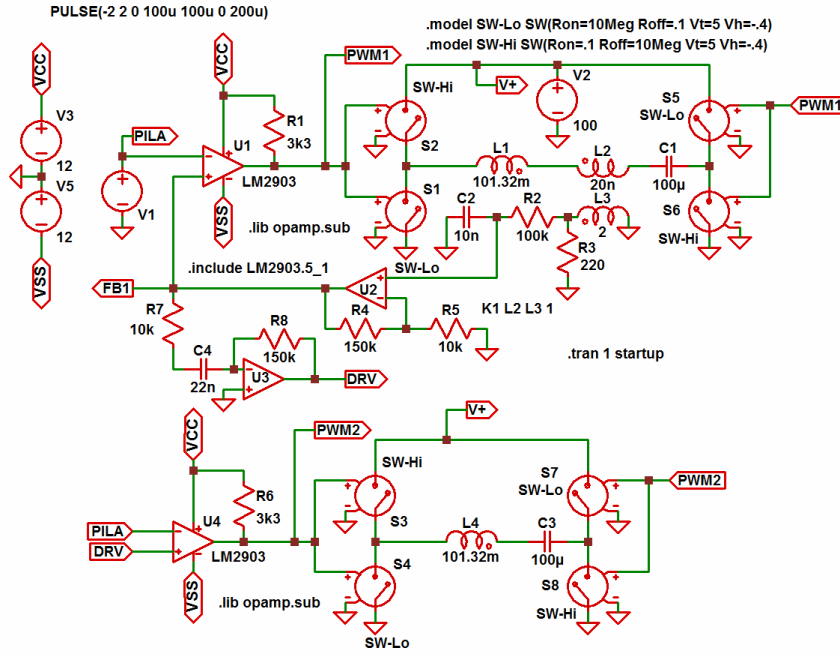 PULSE(-2 2 0 100u 100u 0 200u)
.model SW-Lo SW(Ron=10Meg Roff=.1 Vt=5 Vh=-.4)
.model SW-Hi SW(Ron=.1 Roff=10Meg Vt=5 Vh=-.4)
VCC
VCC
PWM1
SW-Hi
V+
V2
100
S5
SW-Lo
PWM1
V3
12
PILA
R1
3k3
U1
LM2903
S2
L1
101.32m
L2
20n
C1
100µ
V5
12
V1
VSS
S1
C2
10n
R2
100k
L3
2
S6
SW-Hi
R3
220
.lib opamp.sub
VSS
.include LM2903.5_1
SW-Lo
FB1
U2
R7
10k
R4
150k
R5
10k
K1 L2 L3 1
R8
150k
C4
22n
U3
DRV
.tran 1 startup
VCC
PWM2
V+
SW-Hi
S7
SW-Lo
PWM2
R6
3k3
PILA
DRV
U4
LM2903
S3
S4
L4
101.32m
C3
100µ
S8
SW-Hi
VSS
.lib opamp.sub
SW-Lo